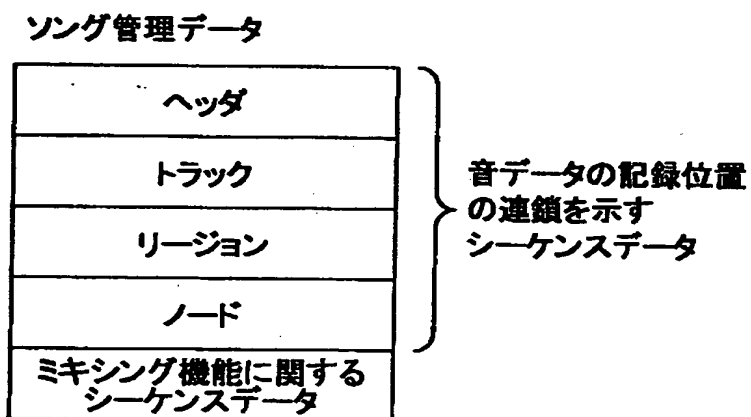 ソング管理データ
ヘッダ
トラック
リージョン
ノード
ミキシング機能に関する
シーケンスデータ
音データの記録位置
の連鎖を示す
シーケンスデータ